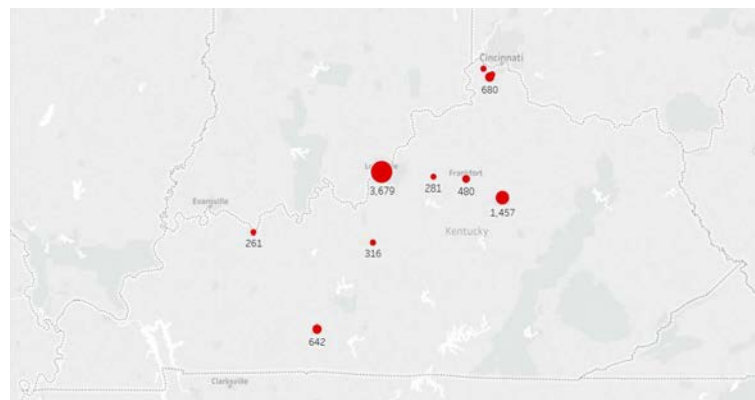 Cincinnati
680
3,679
281
Frankfort
480
1,457
Evansville
261
Kentucky
316
642
Clarksville